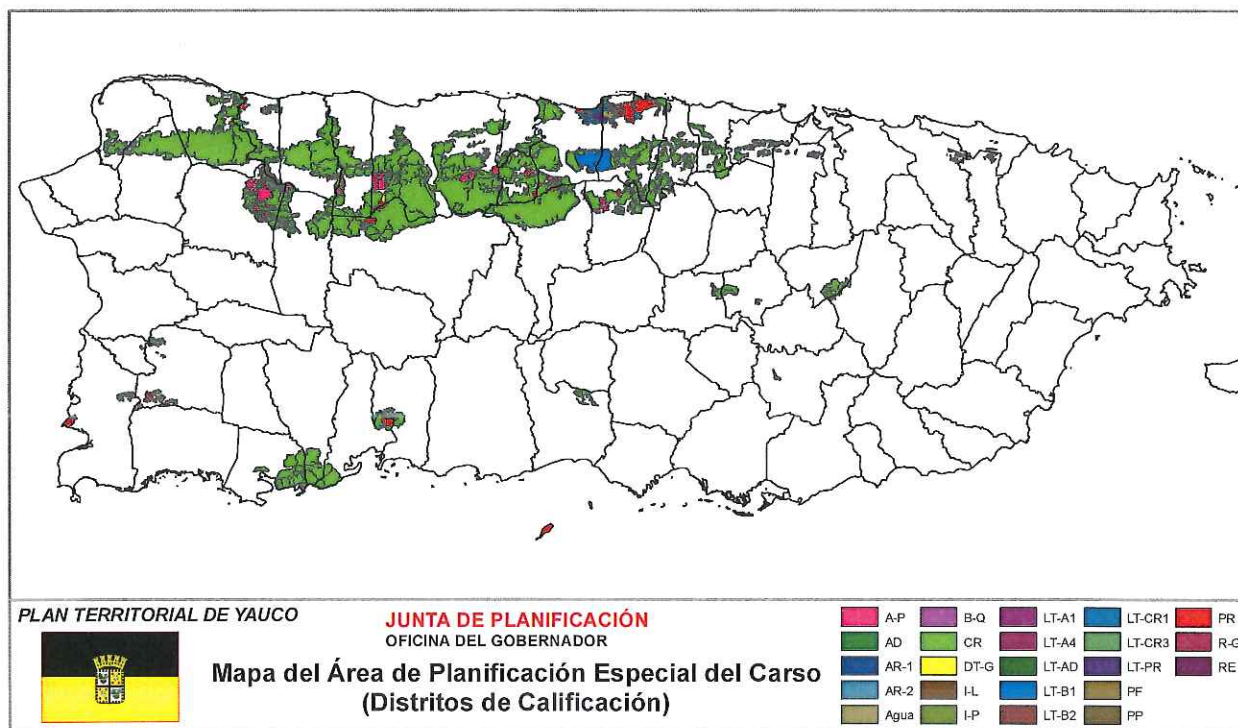 PLAN TERRITORIAL DE YAUCO
JUNTA DE PLANIFICACIÓN
OFICINA DEL GOBERNADOR
Mapa del Área de Planificación Especial del Carso
(Distritos de Calificación)
A-P
AD
AR-1
AR-2
Agua
B-Q
CR
DT-G
I-L
I-P
LT-A1
LT-A4
LT-AD
LT-B1
LT-B2
LT-CR1
LT-CR3
LT-PR
PF
PP
PR
R-G
RE